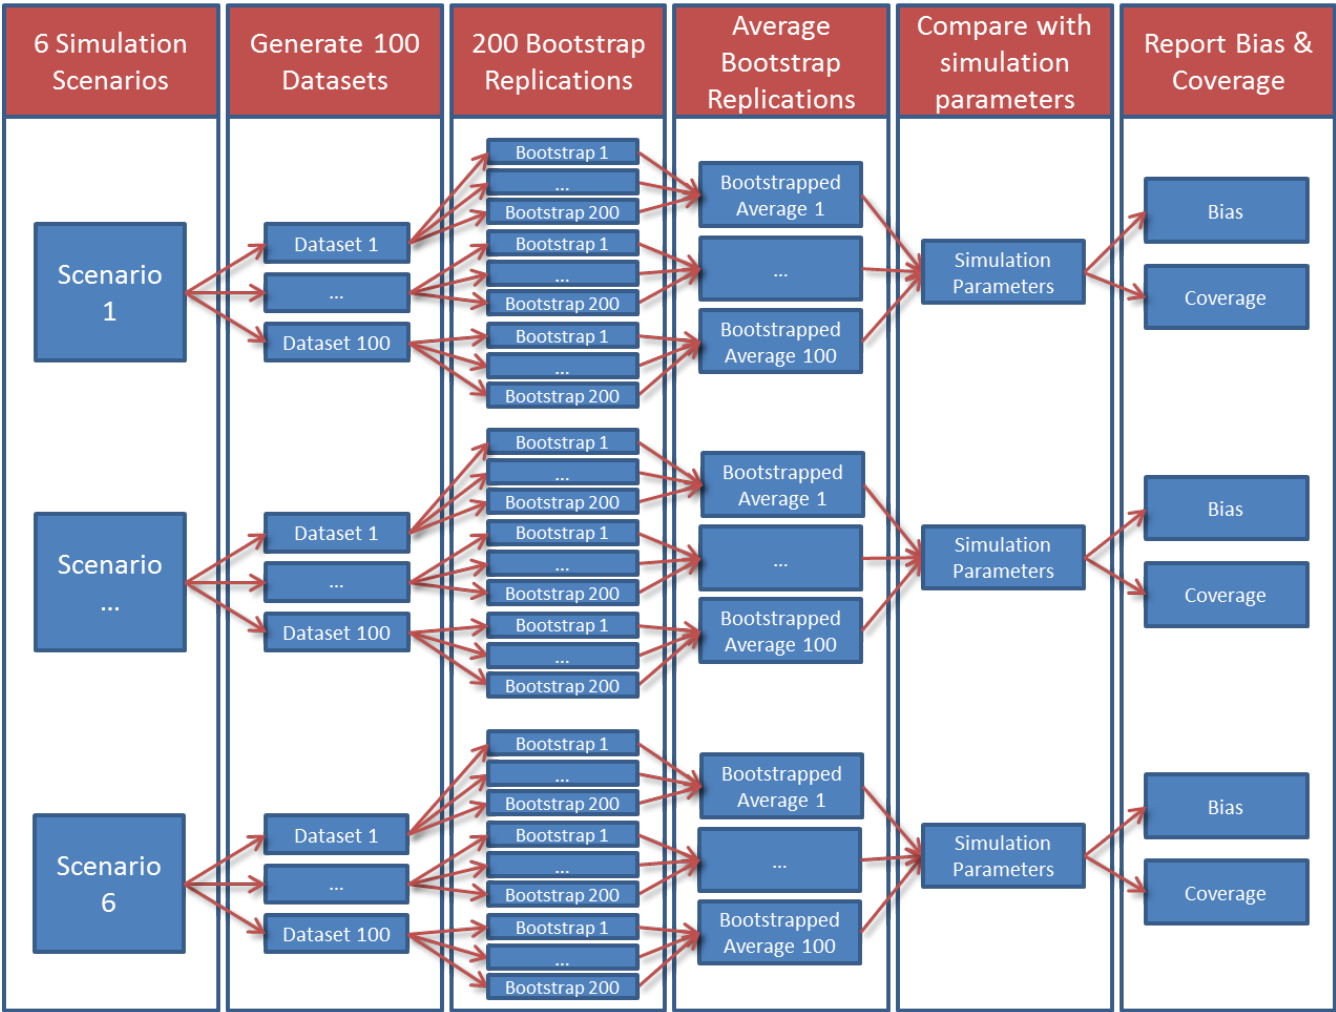 6 Simulation
Scenarios
Generate 100
Datasets
200 Bootstrap
Replications
Average
Bootstrap
Replications
Compare with
simulation
parameters
Report Bias &
Coverage
Scenario
1
Dataset 1
...
Dataset 100
Bootstrap 1
...
Bootstrap 200
Bootstrap 1
...
Bootstrap 200
Bootstrap 1
...
Bootstrap 200
Bootstrapped
Average 1
...
Bootstrapped
Average 100
Simulation
Parameters
Bias
Coverage
Scenario
...
Dataset 1
...
Dataset 100
Bootstrap 1
...
Bootstrap 200
Bootstrap 1
...
Bootstrap 200
Bootstrap 1
...
Bootstrap 200
Bootstrapped
Average 1
...
Bootstrapped
Average 100
Simulation
Parameters
Bias
Coverage
Scenario
6
Dataset 1
...
Dataset 100
Bootstrap 1
...
Bootstrap 200
Bootstrap 1
...
Bootstrap 200
Bootstrap 1
...
Bootstrap 200
Bootstrapped
Average 1
...
Bootstrapped
Average 100
Simulation
Parameters
Bias
Coverage